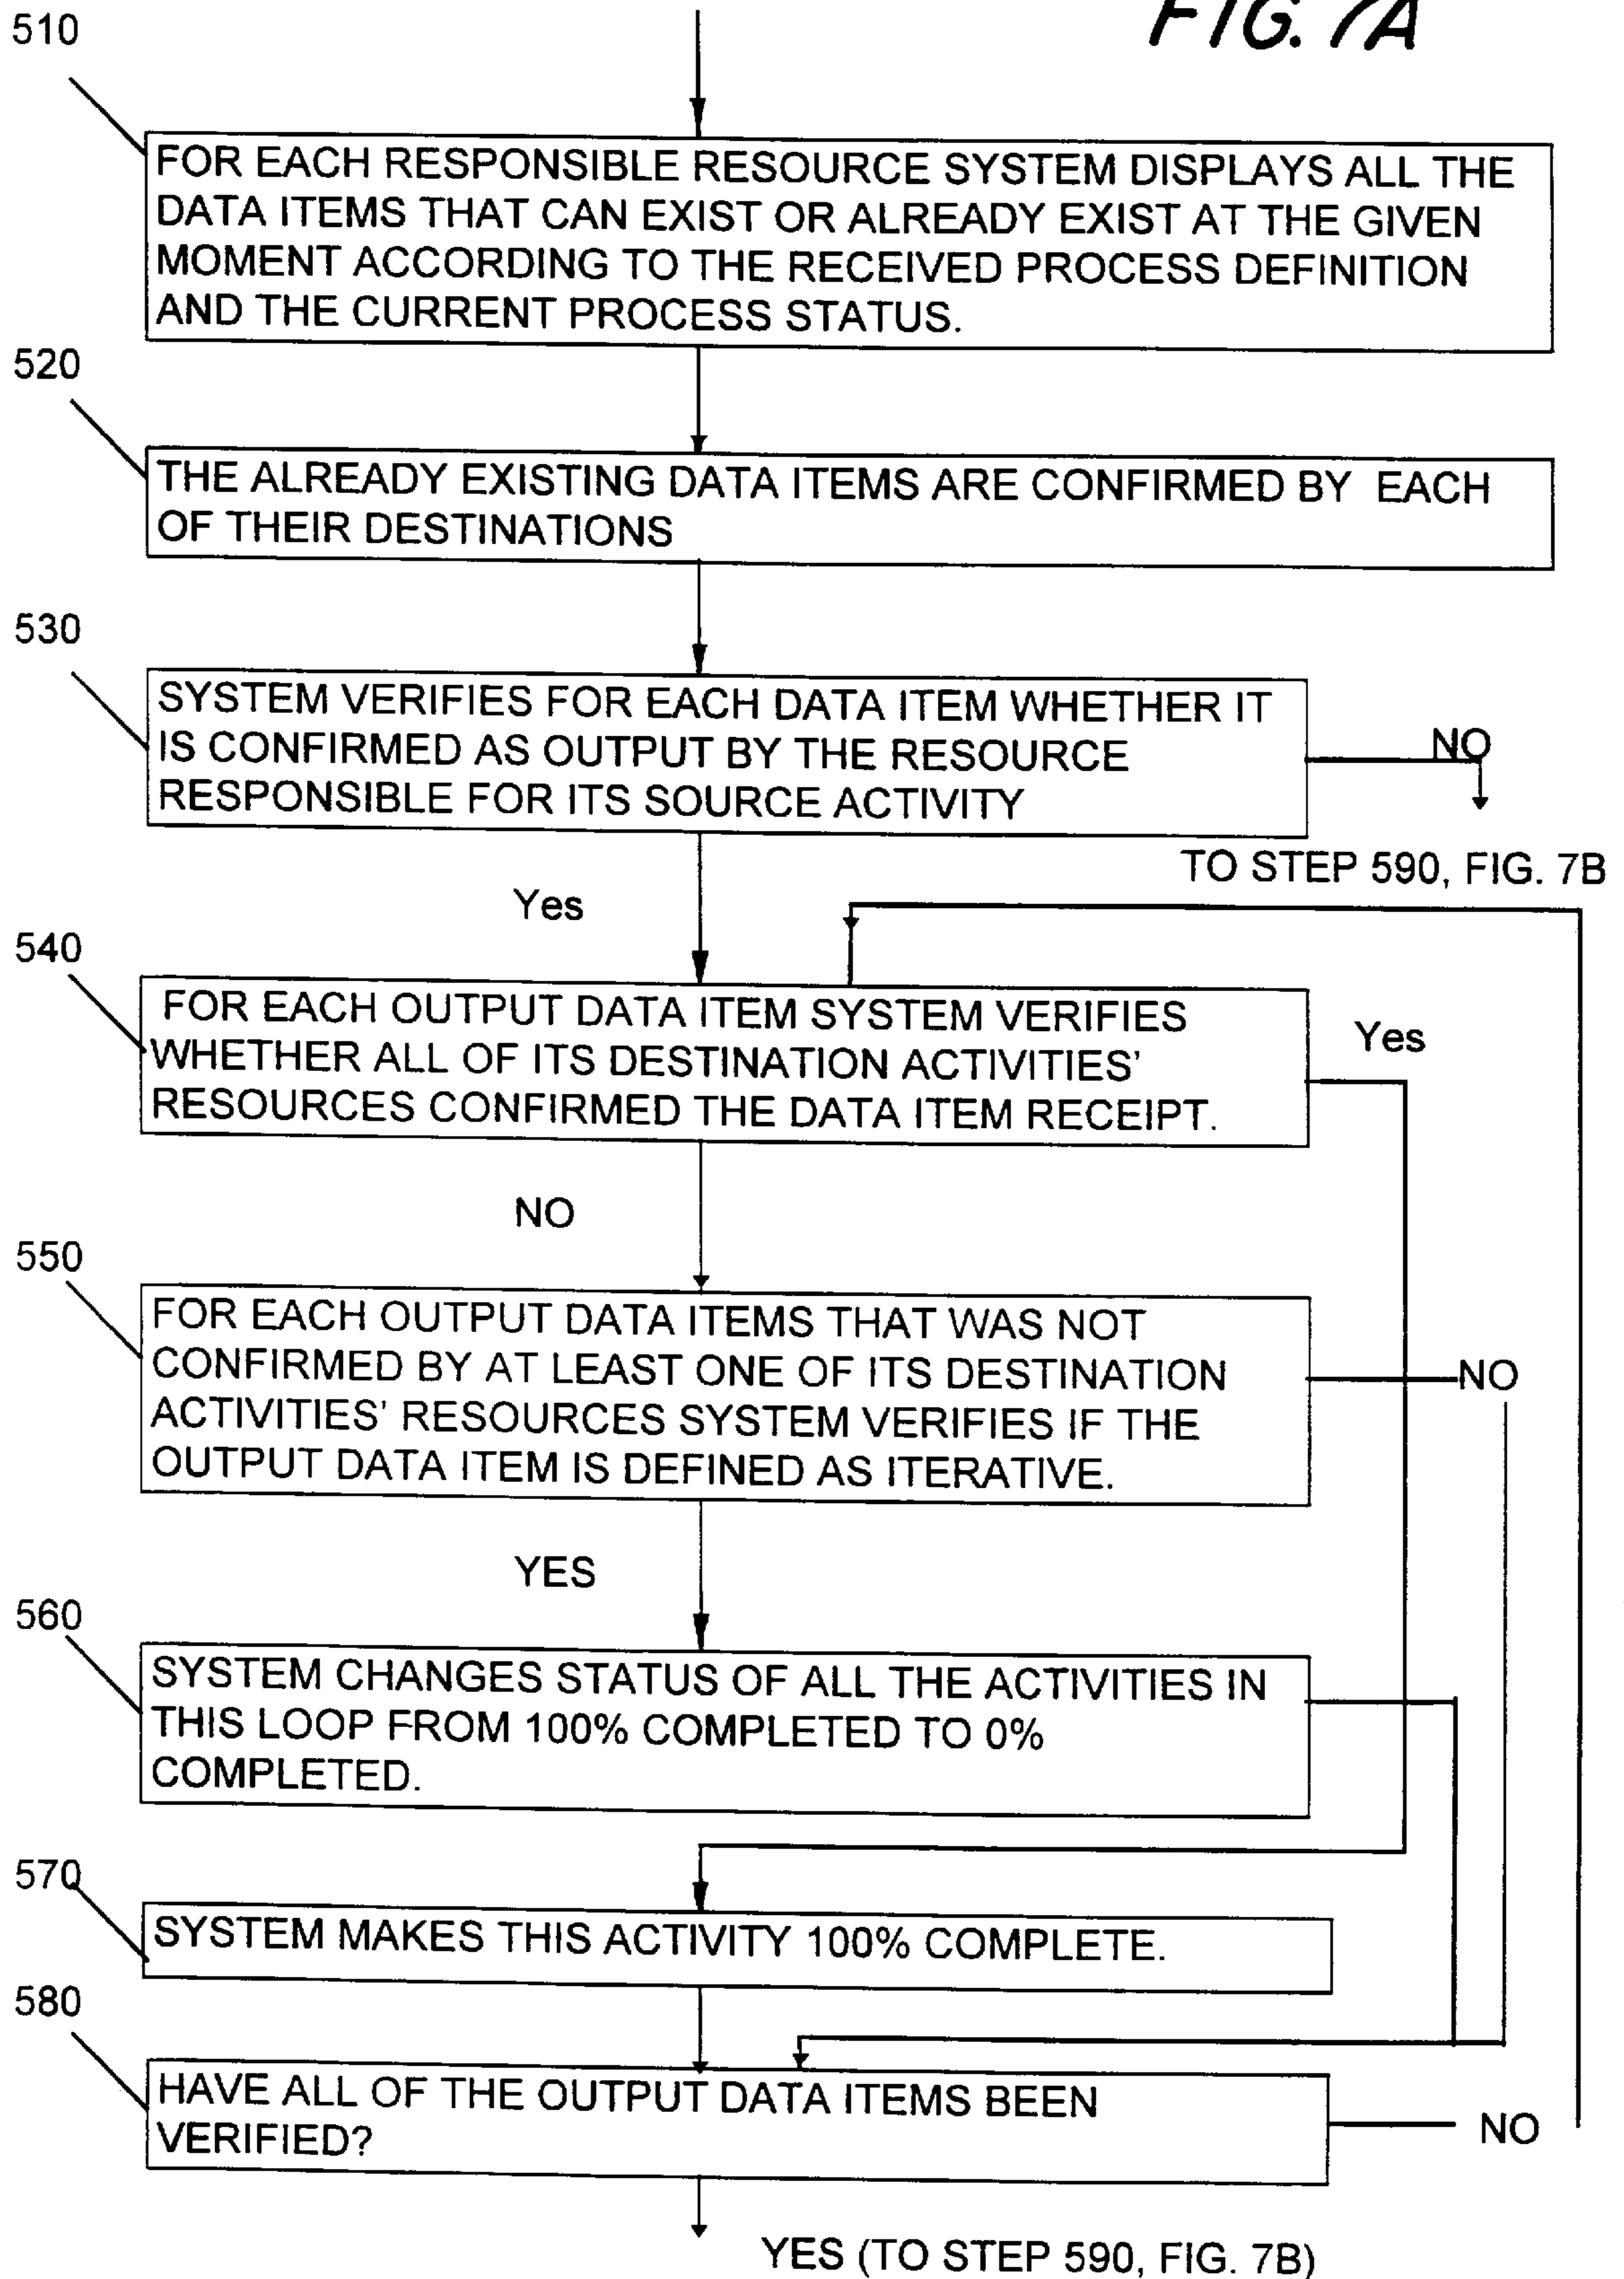 FIG. 7A
510
FOR EACH RESPONSIBLE RESOURCE SYSTEM DISPLAYS ALL THE
DATA ITEMS THAT CAN EXIST OR ALREADY EXIST AT THE GIVEN
MOMENT ACCORDING TO THE RECEIVED PROCESS DEFINITION
AND THE CURRENT PROCESS STATUS.
520
THE ALREADY EXISTING DATA ITEMS ARE CONFIRMED BY EACH
OF THEIR DESTINATIONS
530
SYSTEM VERIFIES FOR EACH DATA ITEM WHETHER IT
IS CONFIRMED AS OUTPUT BY THE RESOURCE
RESPONSIBLE FOR ITS SOURCE ACTIVITY
NO
TO STEP 590, FIG. 7B
Yes
540
FOR EACH OUTPUT DATA ITEM SYSTEM VERIFIES
WHETHER ALL OF ITS DESTINATION ACTIVITIES'
RESOURCES CONFIRMED THE DATA ITEM RECEIPT.
Yes
NO
550
FOR EACH OUTPUT DATA ITEMS THAT WAS NOT
CONFIRMED BY AT LEAST ONE OF ITS DESTINATION
ACTIVITIES' RESOURCES SYSTEM VERIFIES IF THE
OUTPUT DATA ITEM IS DEFINED AS ITERATIVE.
NO
YES
560
SYSTEM CHANGES STATUS OF ALL THE ACTIVITIES IN
THIS LOOP FROM 100% COMPLETED TO 0%
COMPLETED.
570
SYSTEM MAKES THIS ACTIVITY 100% COMPLETE.
580
HAVE ALL OF THE OUTPUT DATA ITEMS BEEN
VERIFIED?
NO
YES (TO STEP 590, FIG. 7B)